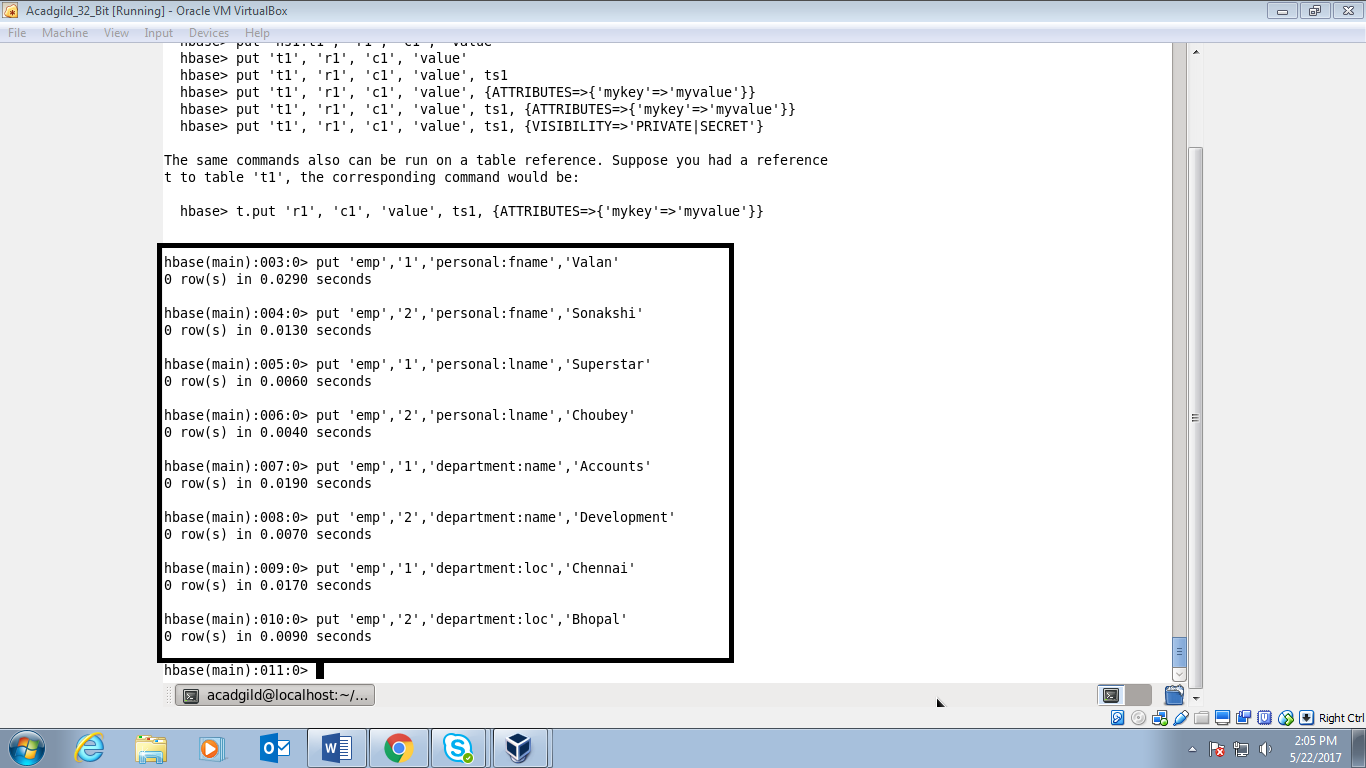 Acadgild_32_Bit [Running] - Oracle VM VirtualBox
File Machine View Input Devices Help
hbase> put 'ns1:t1', 'r1', 'c1', 'value'
hbase> put 't1', 'r1', 'c1', 'value'
hbase> put 't1', 'r1', 'c1', 'value', ts1
hbase> put 't1', 'r1', 'c1', 'value', {ATTRIBUTES=>{'mykey'=>'myvalue'}}
hbase> put 't1', 'r1', 'c1', 'value', ts1, {ATTRIBUTES=>{'mykey'=>'myvalue'}}
hbase> put 't1', 'r1', 'c1', 'value', ts1, {VISIBILITY=>'PRIVATE|SECRET'}
The same commands also can be run on a table reference. Suppose you had a reference
t to table 't1', the corresponding command would be:
hbase> t.put 'r1', 'c1', 'value', ts1, {ATTRIBUTES=>{'mykey'=>'myvalue'}}
hbase(main):003:0> put 'emp','1','personal:fname','Valan'
0 row(s) in 0.0290 seconds
hbase(main):004:0> put 'emp','2','personal:fname','Sonakshi'
0 row(s) in 0.0130 seconds
hbase(main):005:0> put 'emp','1','personal:lname','Superstar'
0 row(s) in 0.0060 seconds
hbase(main):006:0> put 'emp','2','personal:lname','Choubey'
0 row(s) in 0.0040 seconds
hbase(main):007:0> put 'emp','1','department:name','Accounts'
0 row(s) in 0.0190 seconds
hbase(main):008:0> put 'emp','2','department:name','Development'
0 row(s) in 0.0070 seconds
hbase(main):009:0> put 'emp','1','department:loc','Chennai'
0 row(s) in 0.0170 seconds
hbase(main):010:0> put 'emp','2','department:loc','Bhopal'
0 row(s) in 0.0090 seconds
hbase(main):011:0>
acadgild@localhost:~/...
Right Ctrl
2:05 PM
5/22/2017